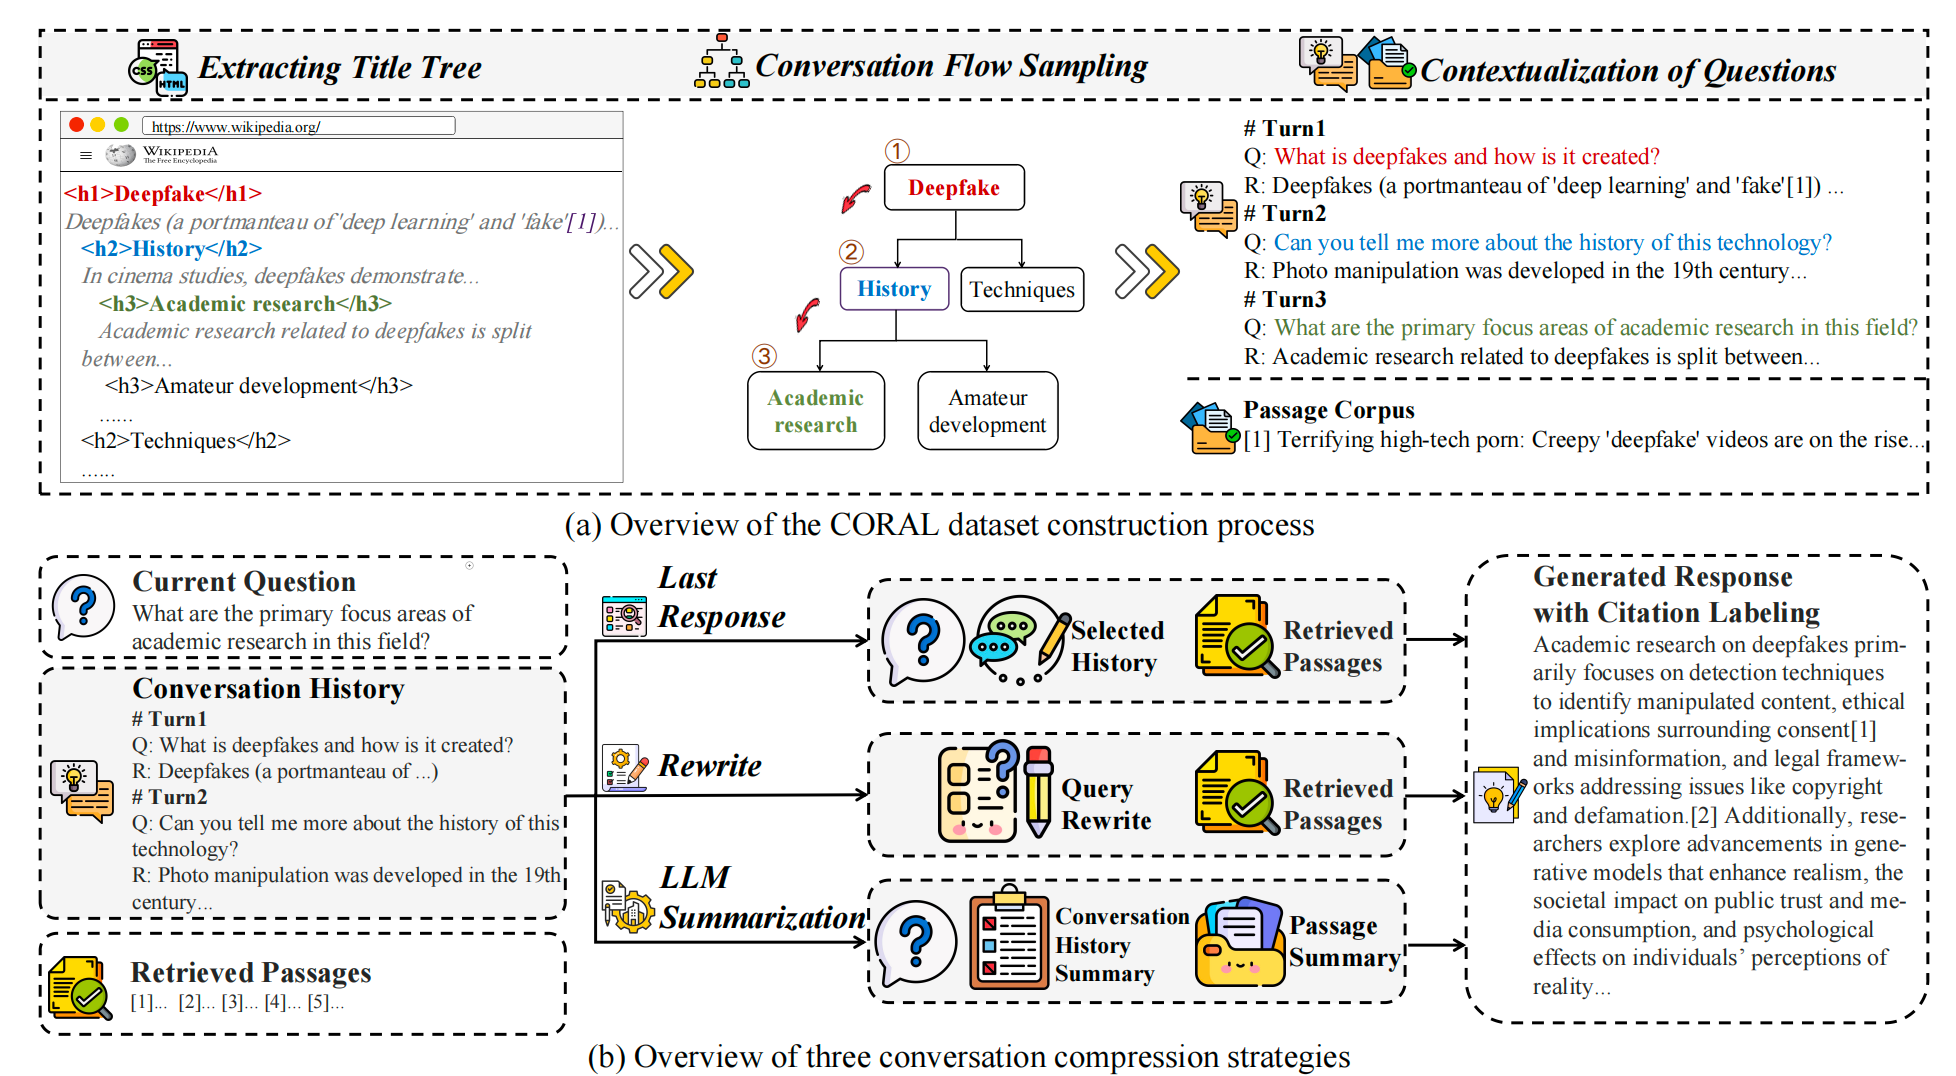 Extracting Title Tree
Conversation Flow Sampling
Contextualization of Questions
CSS
HTML
https://www.wikipedia.org/
WIKIPEDIA
The Free Encyclopedia
<h1>Deepfake</h1>
Deepfakes (a portmanteau of 'deep learning' and 'fake'[1])...
<h2>History</h2>
In cinema studies, deepfakes demonstrate...
<h3>Academic research</h3>
Academic research related to deepfakes is split
between...
<h3>Amateur development</h3>
......
<h2>Techniques</h2>
......
①
Deepfake
②
History
Techniques
③
Academic
research
Amateur
development
# Turn1
Q: What is deepfakes and how is it created?
R: Deepfakes (a portmanteau of 'deep learning' and 'fake'[1]) ...
# Turn2
Q: Can you tell me more about the history of this technology?
R: Photo manipulation was developed in the 19th century...
# Turn3
Q: What are the primary focus areas of academic research in this field?
R: Academic research related to deepfakes is split between...
Passage Corpus
[1] Terrifying high-tech porn: Creepy 'deepfake' videos are on the rise...
(a) Overview of the CORAL dataset construction process
Current Question
What are the primary focus areas of
academic research in this field?
Conversation History
# Turn1
Q: What is deepfakes and how is it created?
R: Deepfakes (a portmanteau of ...)
# Turn2
Q: Can you tell me more about the history of this
technology?
R: Photo manipulation was developed in the 19th
century...
Retrieved Passages
[1]... [2]... [3]... [4]... [5]...
Last
Response
Selected
History
Retrieved
Passages
Rewrite
Query
Rewrite
Retrieved
Passages
LLM
Summarization
Conversation
History
Summary
Passage
Summary
Generated Response
with Citation Labeling
Academic research on deepfakes prim-
arily focuses on detection techniques
to identify manipulated content, ethical
implications surrounding consent[1]
and misinformation, and legal framew-
orks addressing issues like copyright
and defamation.[2] Additionally, rese-
archers explore advancements in gene-
rative models that enhance realism, the
societal impact on public trust and me-
dia consumption, and psychological
effects on individuals’ perceptions of
reality...
(b) Overview of three conversation compression strategies